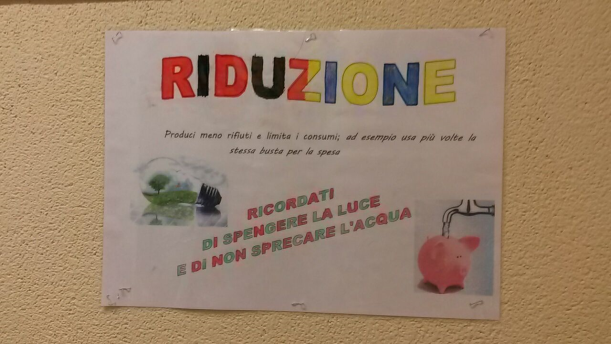 RIDUZIONE
Produci meno rifiuti e limita i consumi; ad esempio usa più volte la
stessa busta per la spesa
RICORDATI
DI SPENGERE LA LUCE
E DI NON SPRECARE L'ACQUA